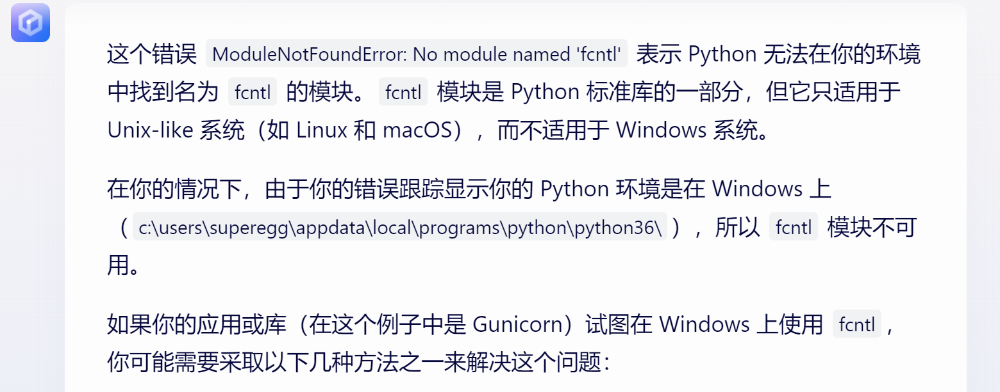 这个错误 ModuleNotFoundError: No module named 'fcntl' 表示 Python 无法在你的环境
中找到名为 fcntl 的模块。 fcntl 模块是 Python 标准库的一部分，但它只适用于
Unix-like 系统（如 Linux 和 macOS），而不适用于 Windows 系统。
在你的情况下，由于你的错误跟踪显示你的 Python 环境是在 Windows 上
（ c:\users\superegg\appdata\local\programs\python\python36\ ），所以 fcntl 模块不可
用。
如果你的应用或库（在这个例子中是 Gunicorn）试图在 Windows 上使用 fcntl ，
你可能需要采取以下几种方法之一来解决这个问题：